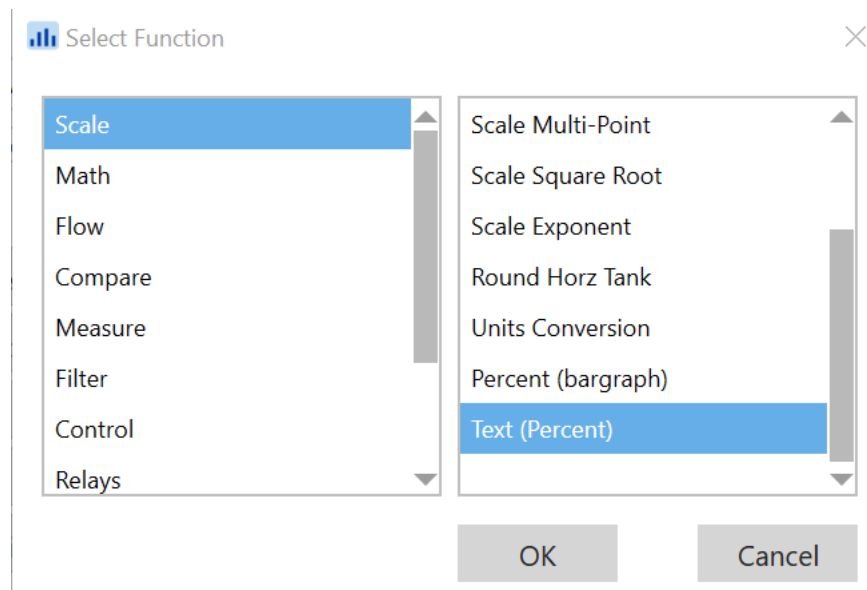 Select Function
Scale
Math
Flow
Compare
Measure
Filter
Control
Relays
Scale Multi-Point
Scale Square Root
Scale Exponent
Round Horz Tank
Units Conversion
Percent (bargraph)
Text (Percent)
OK
Cancel